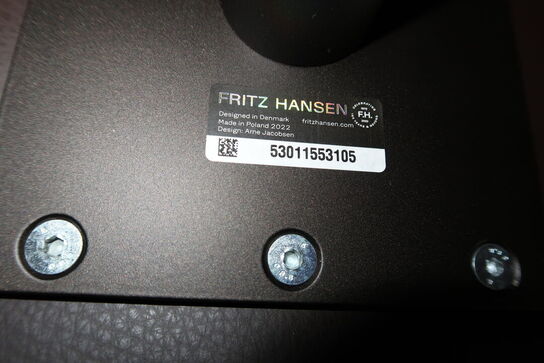 FRITZ HANSEN
Designed in Denmark
Made in Poland 2022
Design: Arne Jacobsen
fritzhansen.com
F.H.
53011553105